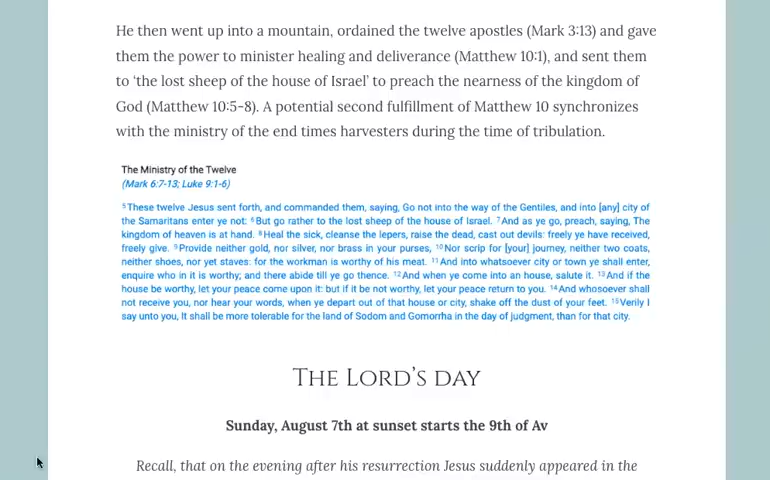 He then went up into a mountain, ordained the twelve apostles (Mark 3:13) and gave
them the power to minister healing and deliverance (Matthew 10:1), and sent them
to ‘the lost sheep of the house of Israel’ to preach the nearness of the kingdom of
God (Matthew 10:5-8). A potential second fulfillment of Matthew 10 synchronizes
with the ministry of the end times harvesters during the time of tribulation.
The Ministry of the Twelve
(Mark 6:7-13; Luke 9:1-6)
5 These twelve Jesus sent forth, and commanded them, saying, Go not into the way of the Gentiles, and into [any] city of
the Samaritans enter ye not: 6 But go rather to the lost sheep of the house of Israel. 7 And as ye go, preach, saying, The
kingdom of heaven is at hand. 8 Heal the sick, cleanse the lepers, raise the dead, cast out devils: freely ye have received,
freely give. 9 Provide neither gold, nor silver, nor brass in your purses, 10 Nor scrip for [your] journey, neither two coats,
neither shoes, nor yet staves: for the workman is worthy of his meat. 11 And into whatsoever city or town ye shall enter,
enquire who in it is worthy; and there abide till ye go thence. 12 And when ye come into an house, salute it. 13 And if the
house be worthy, let your peace come upon it: but if it be not worthy, let your peace return to you. 14 And whosoever shall
not receive you, nor hear your words, when ye depart out of that house or city, shake off the dust of your feet. 15 Verily I
say unto you, It shall be more tolerable for the land of Sodom and Gomorrha in the day of judgment, than for that city.
The Lord’s day
Sunday, August 7th at sunset starts the 9th of Av
Recall, that on the evening after his resurrection Jesus suddenly appeared in the